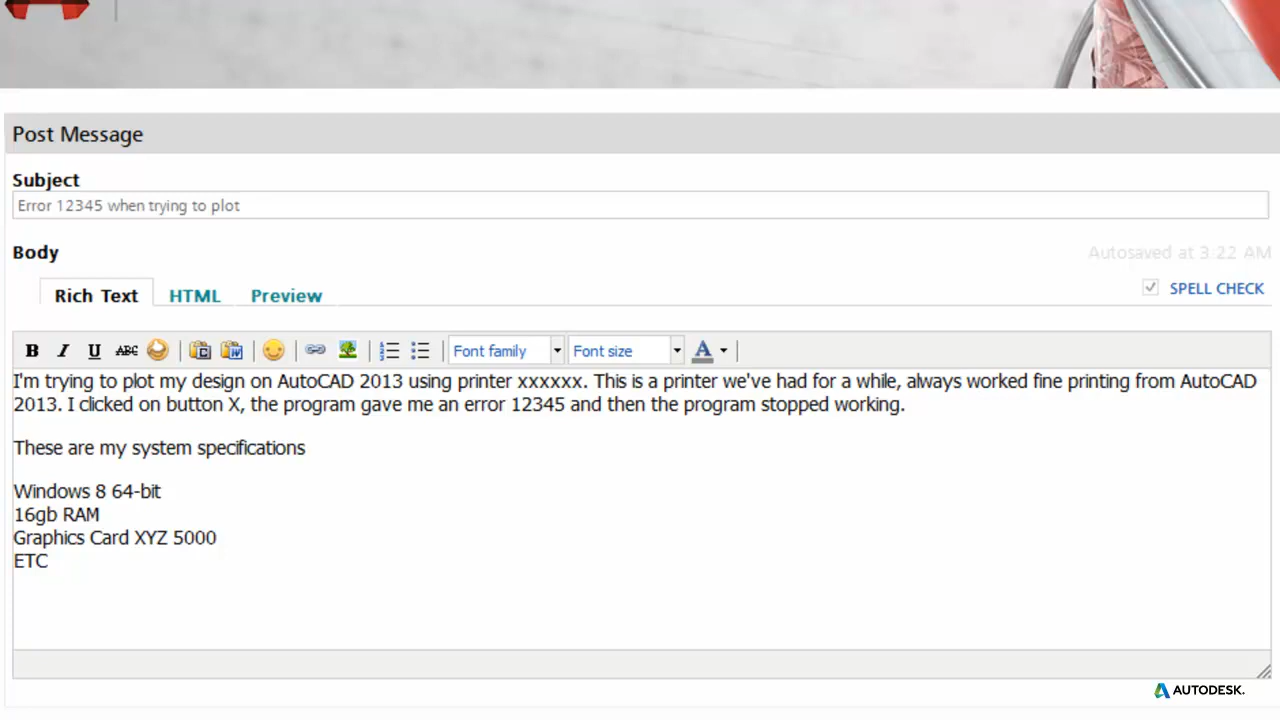 Post Message
Subject
Error 12345 when trying to plot
Body
Autosaved at 3:22 AM
Rich Text HTML Preview
SPELL CHECK
B I U ABC Font family Font size A
I'm trying to plot my design on AutoCAD 2013 using printer xxxxxx. This is a printer we've had for a while, always worked fine printing from AutoCAD
2013. I clicked on button X, the program gave me an error 12345 and then the program stopped working.
These are my system specifications
Windows 8 64-bit
16gb RAM
Graphics Card XYZ 5000
ETC
AUTODESK.